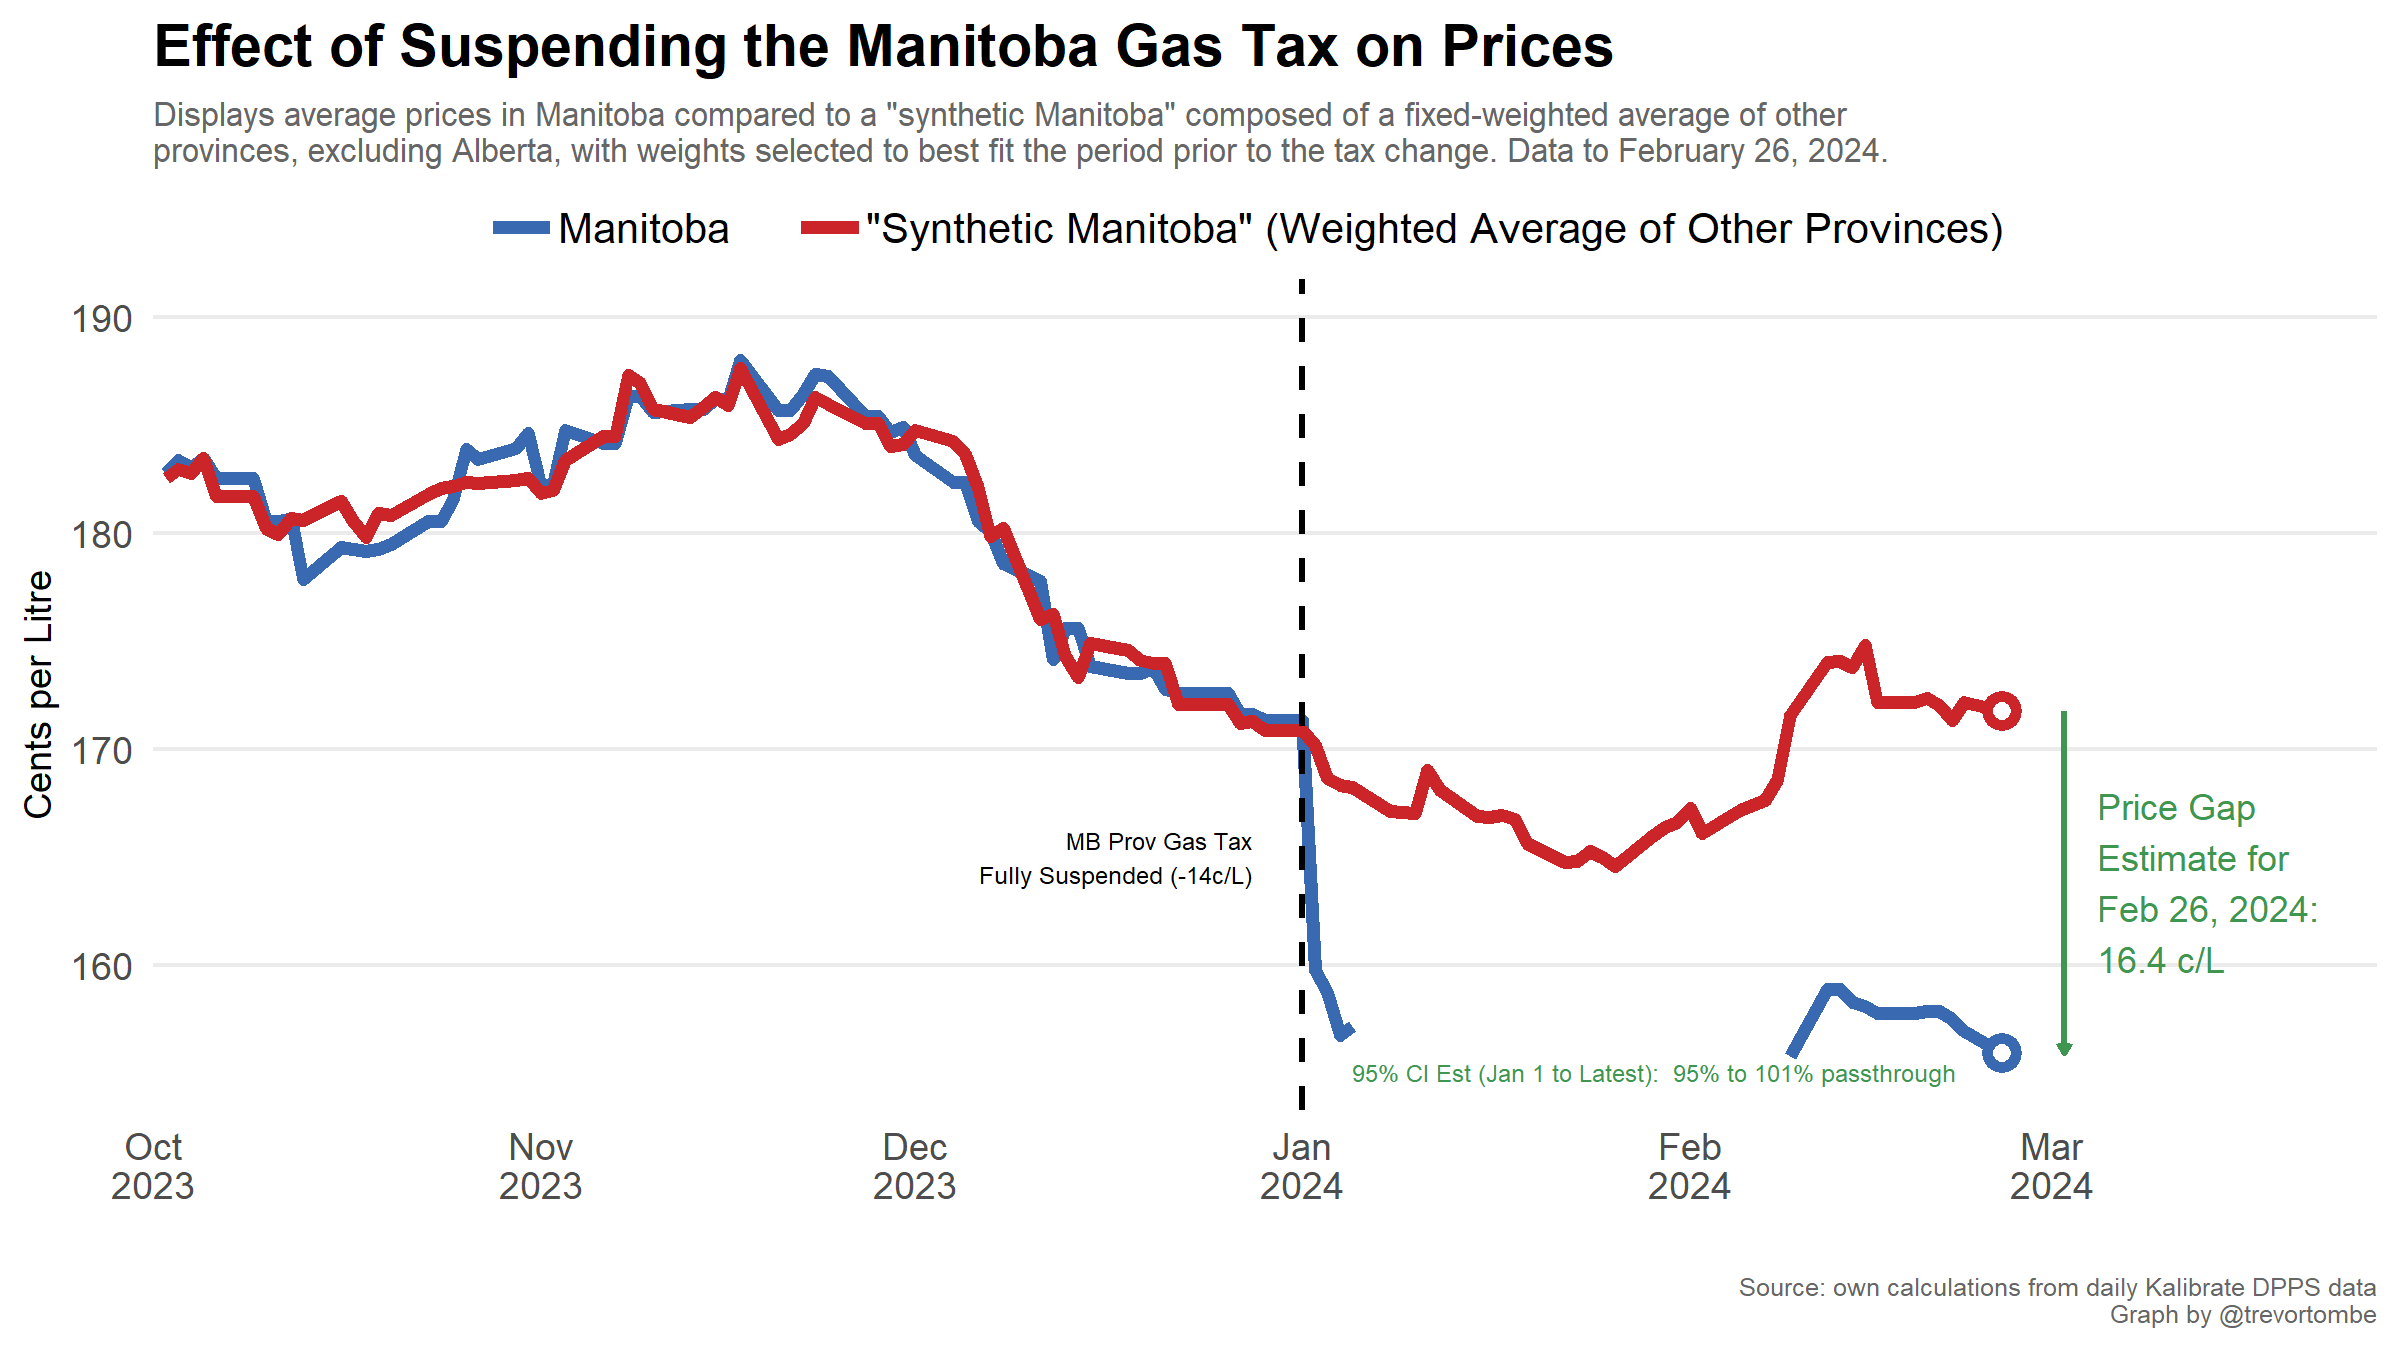 Effect of Suspending the Manitoba Gas Tax on Prices
Displays average prices in Manitoba compared to a "synthetic Manitoba" composed of a fixed-weighted average of other
provinces, excluding Alberta, with weights selected to best fit the period prior to the tax change. Data to February 26, 2024.
Manitoba
"Synthetic Manitoba" (Weighted Average of Other Provinces)
Cents per Litre
190
180
170
160
MB Prov Gas Tax
Fully Suspended (-14c/L)
Price Gap
Estimate for
Feb 26, 2024:
16.4 c/L
95% CI Est (Jan 1 to Latest):  95% to 101% passthrough
Oct
2023
Nov
2023
Dec
2023
Jan
2024
Feb
2024
Mar
2024
Source: own calculations from daily Kalibrate DPPS data
Graph by @trevortombe